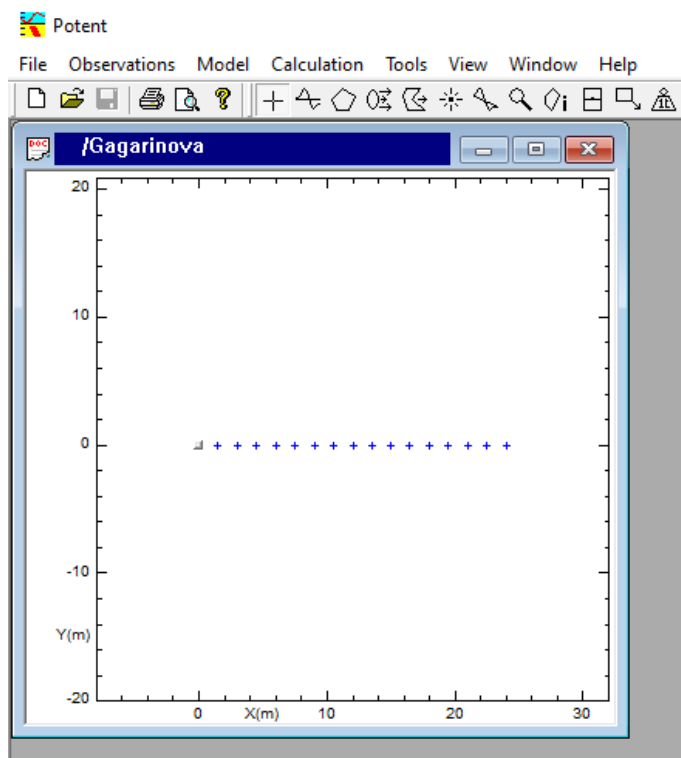 Potent
File Observations Model Calculation Tools View Window Help
/Gagarinova
20
10
0
-10
Y(m)
-20
0 X(m) 10 20 30